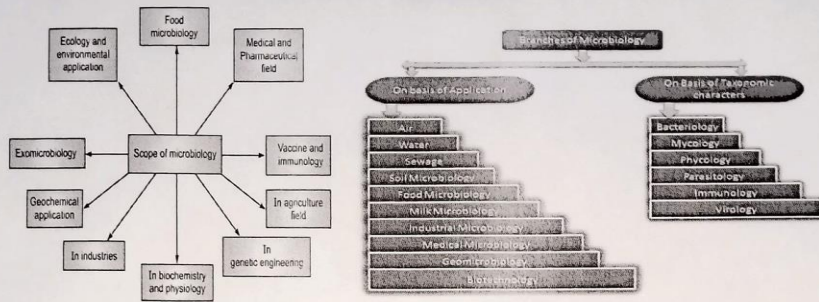 Food
microbiology
Ecology and
environmental
application
Medical and
Pharmaceutical
field
Exomicrobiology
Scope of microbiology
Vaccine and
immunology
Geochemical
application
In agriculture
field
In industries
In
genetic engineering
In biochemistry
and physiology
Branches of Microbiology
On basis of Application
Air
Water
Sewage
Soil Microbiology
Food Microbiology
Milk Microbiology
Industrial Microbiology
Medical Microbiology
Geomicrobiology
Biotechnology
On Basis of Taxonomic
characters
Bacteriology
Mycology
Phycology
Parasitology
Immunology
Virology